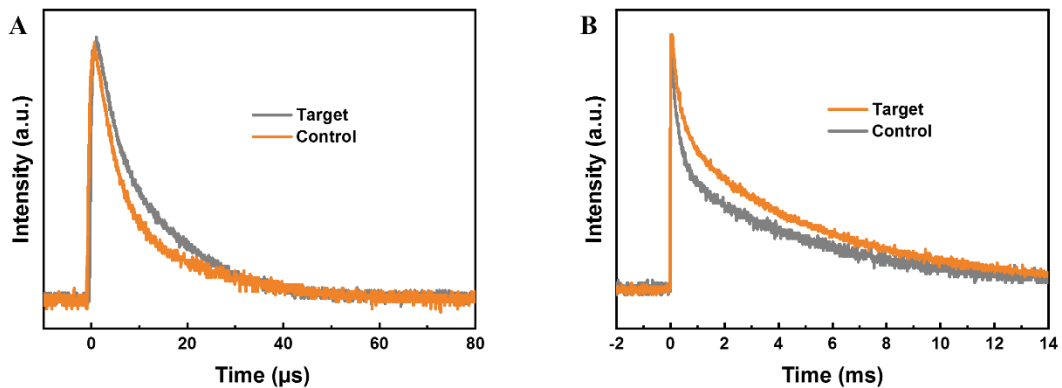 A
Intensity (a.u.)
Target
Control
0
20
40
60
80
Time (µs)
B
Intensity (a.u.)
Target
Control
-2
0
2
4
6
8
10
12
14
Time (ms)